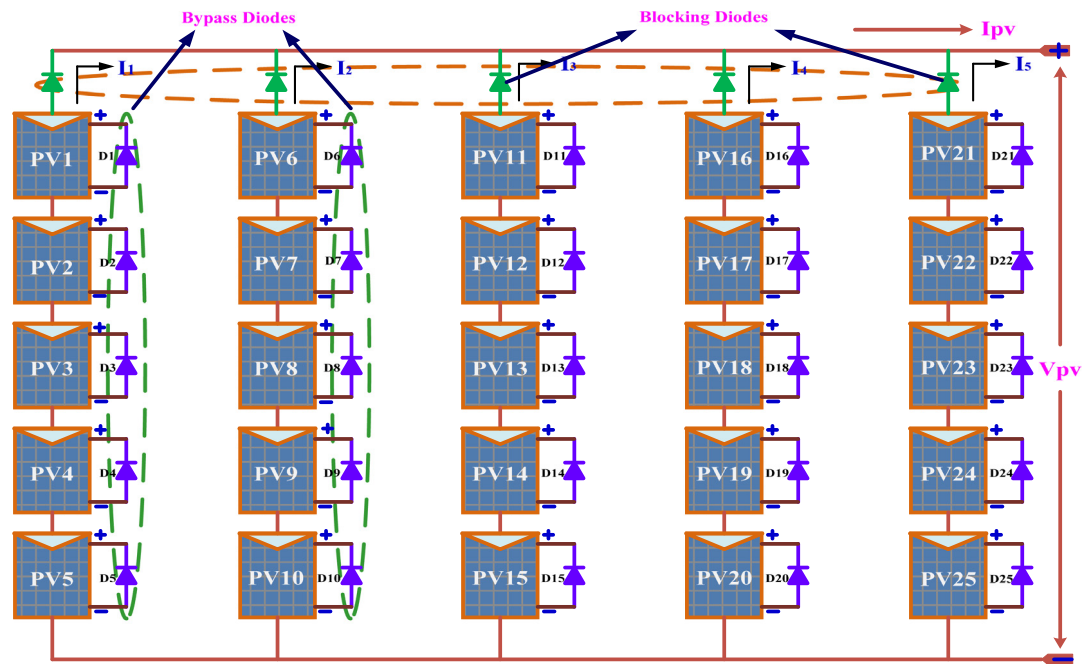 Bypass Diodes
Blocking Diodes
Ipv
+
I1
I2
I3
I4
I5
+ + + + +
PV1 D1 PV6 D6 PV11 D11 PV16 D16 PV21 D21
– – – – –
+ + + + +
PV2 D2 PV7 D7 PV12 D12 PV17 D17 PV22 D22
– – – – –
+ + + + +
PV3 D3 PV8 D8 PV13 D13 PV18 D18 PV23 D23
Vpv
– – – – –
+ + + + +
PV4 D4 PV9 D9 PV14 D14 PV19 D19 PV24 D24
– – – – –
+ + + + +
PV5 D5 PV10 D10 PV15 D15 PV20 D20 PV25 D25
– – – – –
–